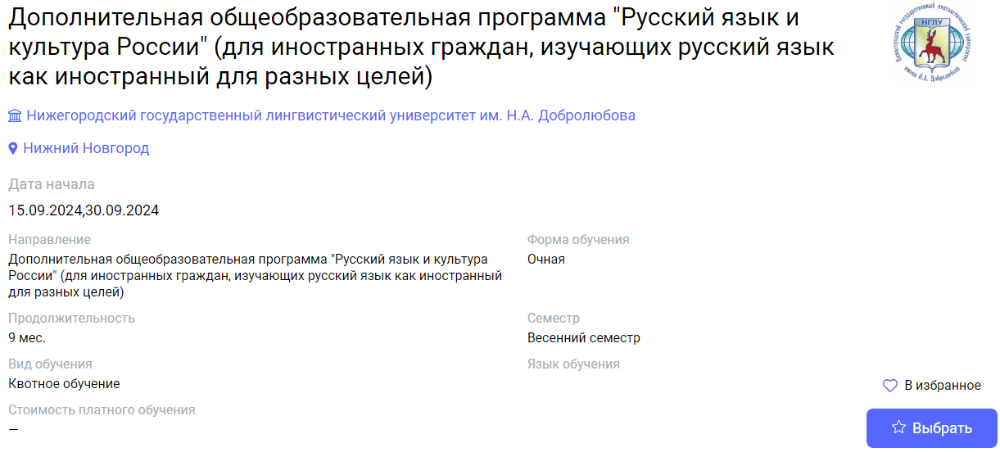 Дополнительная общеобразовательная программа "Русский язык и
культура России" (для иностранных граждан, изучающих русский язык
как иностранный для разных целей)
Нижегородский государственный лингвистический университет
имени Н.А. Добролюбова
НГЛУ
Нижегородский государственный лингвистический университет им. Н.А. Добролюбова
Нижний Новгород
Дата начала
15.09.2024,30.09.2024
Направление
Дополнительная общеобразовательная программа "Русский язык и культура
России" (для иностранных граждан, изучающих русский язык как иностранный
для разных целей)
Форма обучения
Очная
Продолжительность
9 мес.
Семестр
Весенний семестр
Вид обучения
Квотное обучение
Язык обучения
Стоимость платного обучения
—
В избранное
Выбрать